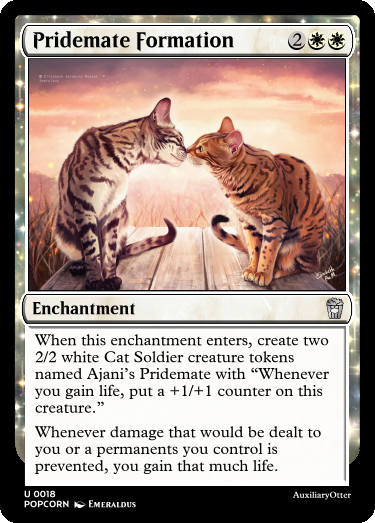 Pridemate Formation 2
Emeraldus
Enchantment
When this enchantment enters, create two
2/2 white Cat Soldier creature tokens
named Ajani's Pridemate with “Whenever
you gain life, put a +1/+1 counter on this
creature.”
Whenever damage that would be dealt to
you or a permanents you control is
prevented, you gain that much life.
U 0018
POPCORN Emeraldus
AuxiliaryOtter